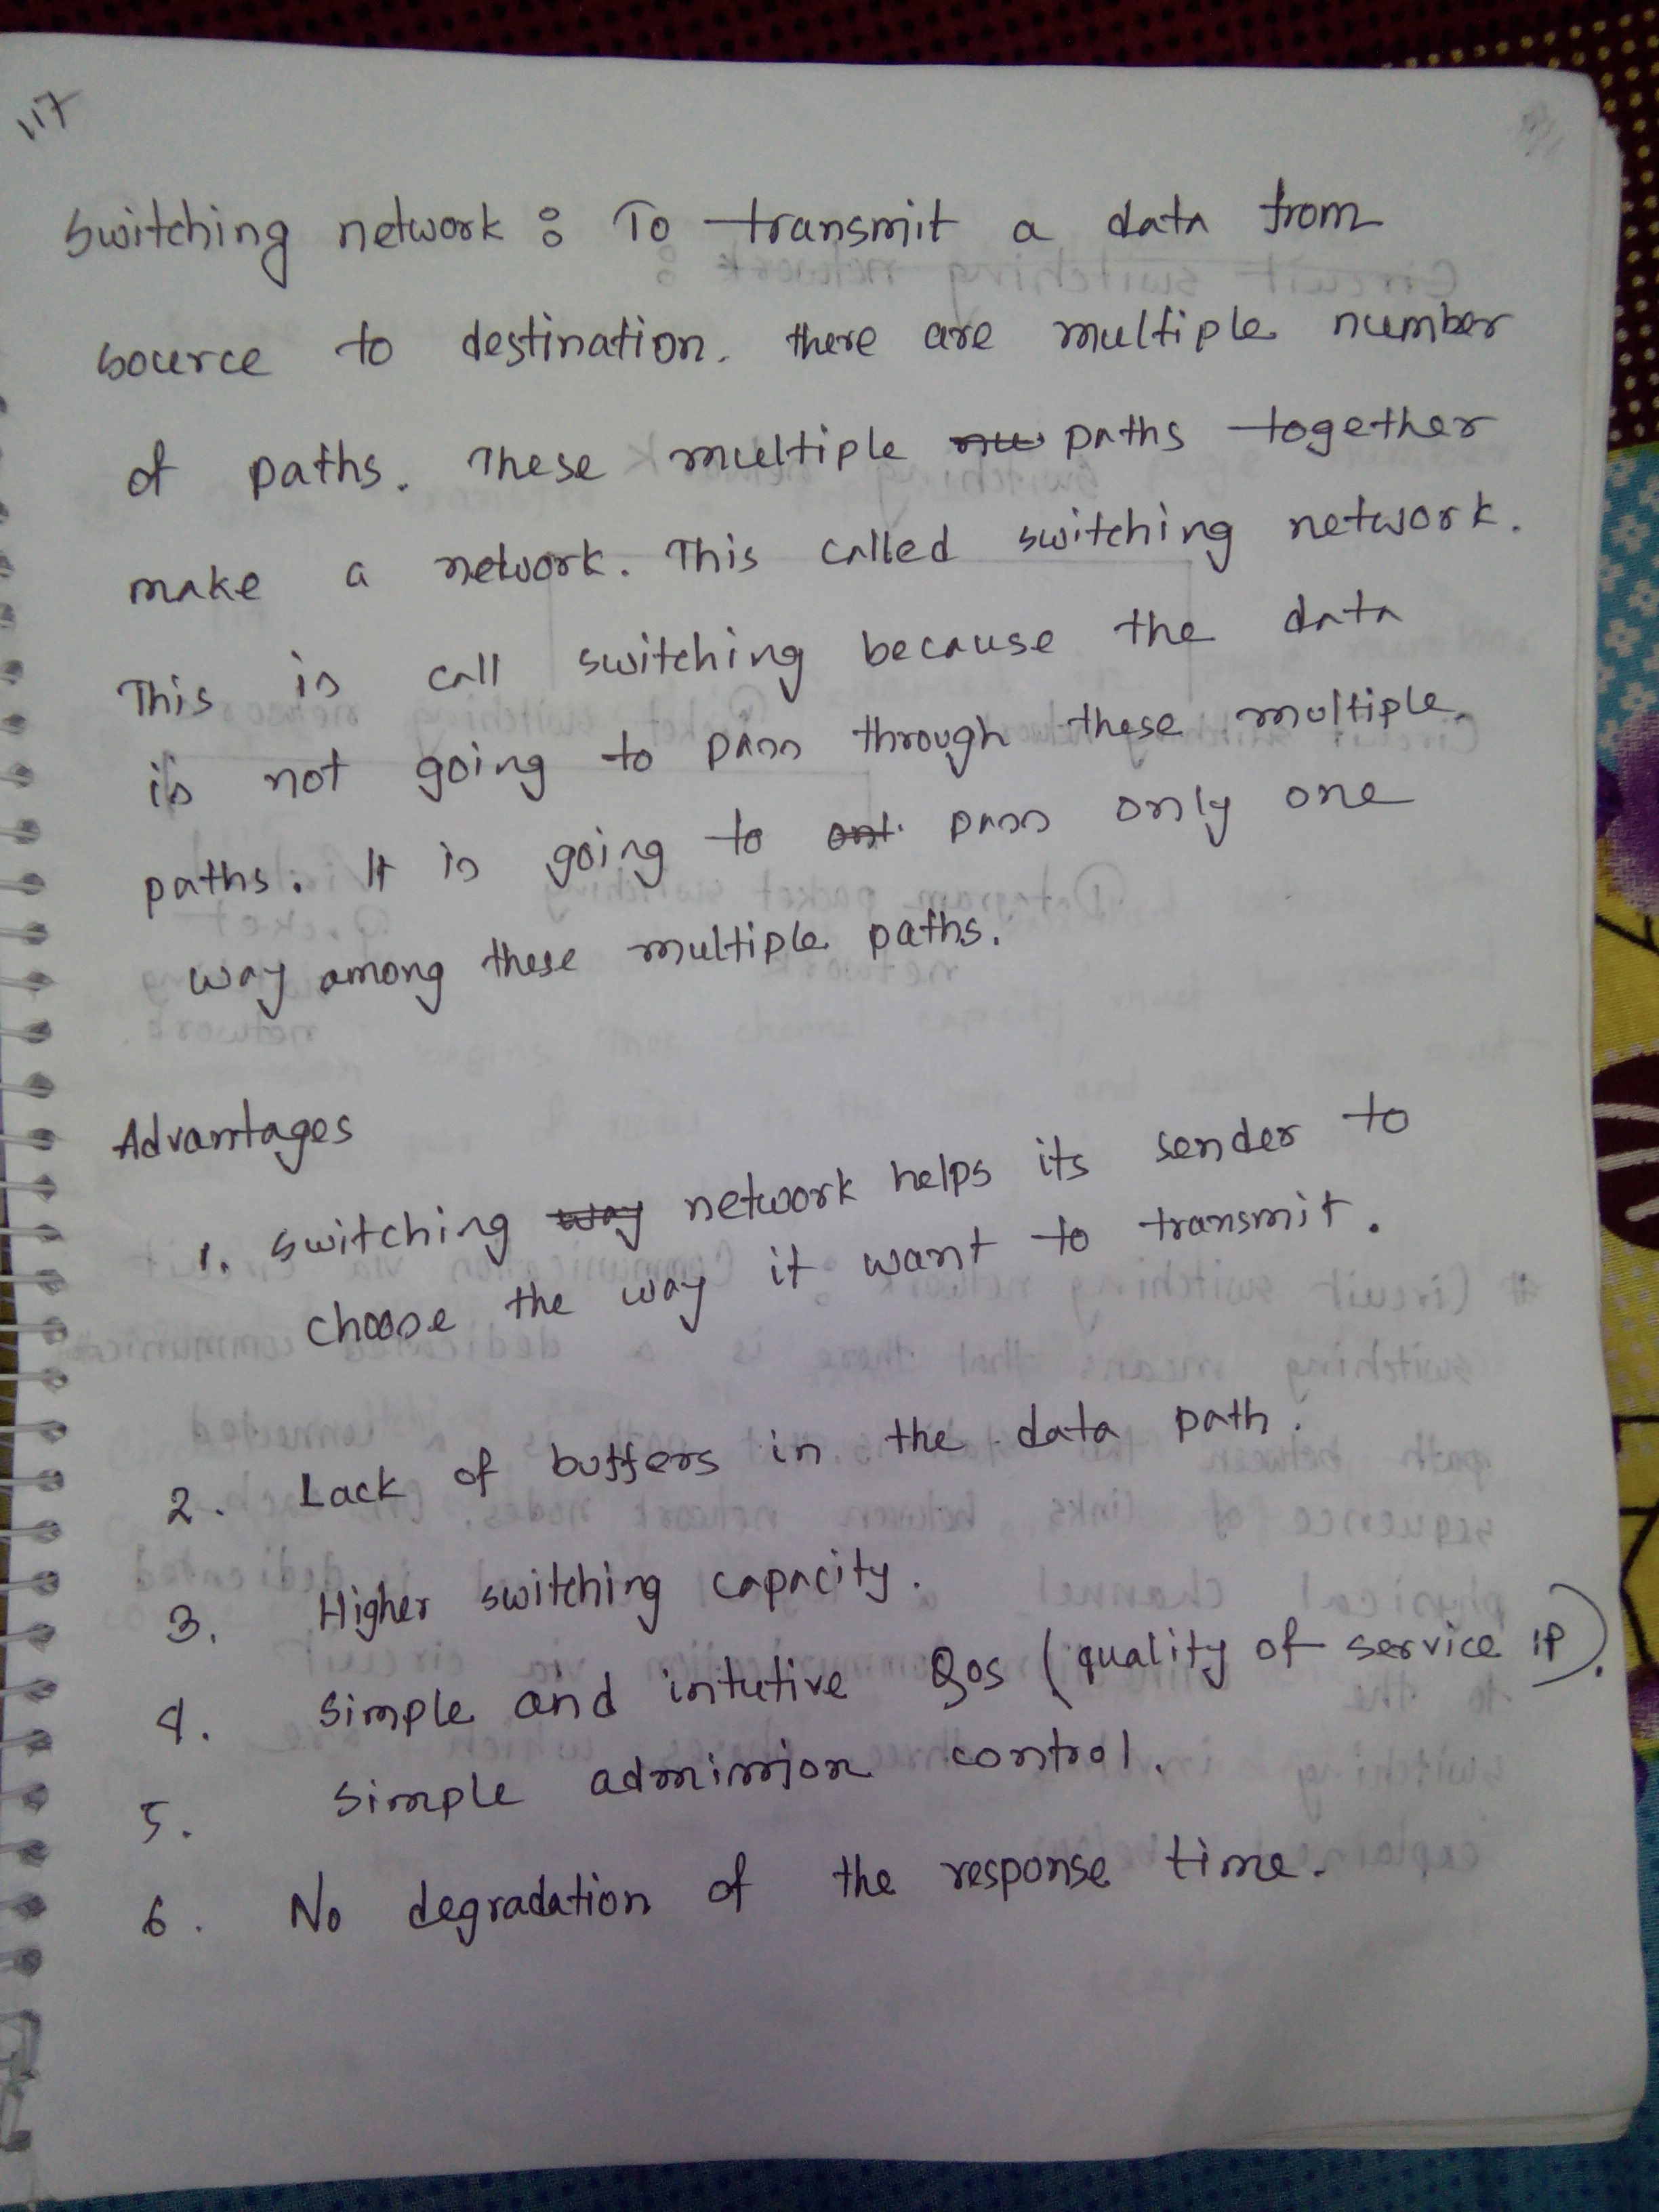 117
Switching network : To transmit a data from
source to destination. there are multiple number
of paths. These multiple paths together
make a network. This called switching network.
This is call switching because the data
is not going to pass through these multiple
paths. It is going to pass only one
way among these multiple paths.
Advantages
1. Switching way network helps its sender to
choose the way it want to transmit.
2. Lack of buffers in the data path.
3. Higher switching capacity.
4. Simple and intutive QoS (quality of service ip).
5. Simple admission control.
6. No degradation of the response time.